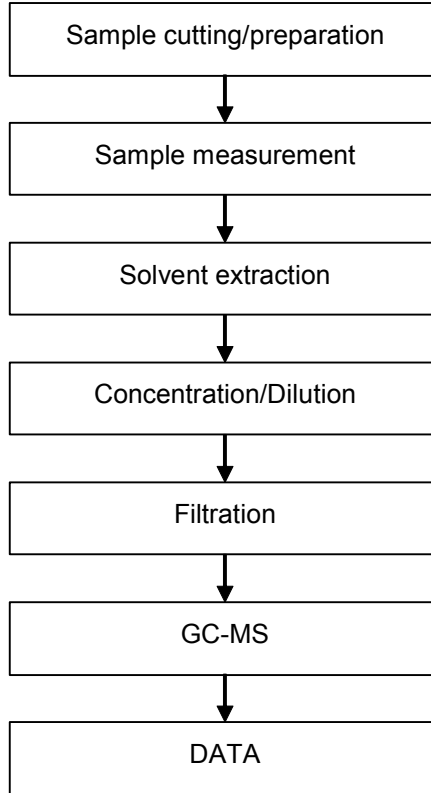 Sample cutting/preparation
Sample measurement
Solvent extraction
Concentration/Dilution
Filtration
GC-MS
DATA